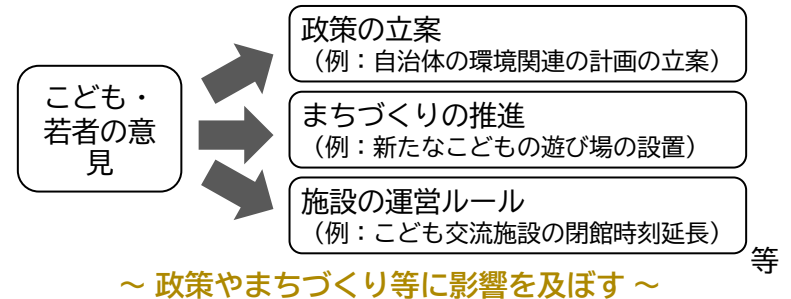 こども・
若者の意
見
政策の立案
（例：自治体の環境関連の計画の立案）
まちづくりの推進
（例：新たなこどもの遊び場の設置）
施設の運営ルール
（例：こども交流施設の閉館時刻延長）
等
～ 政策やまちづくり等に影響を及ぼす ～